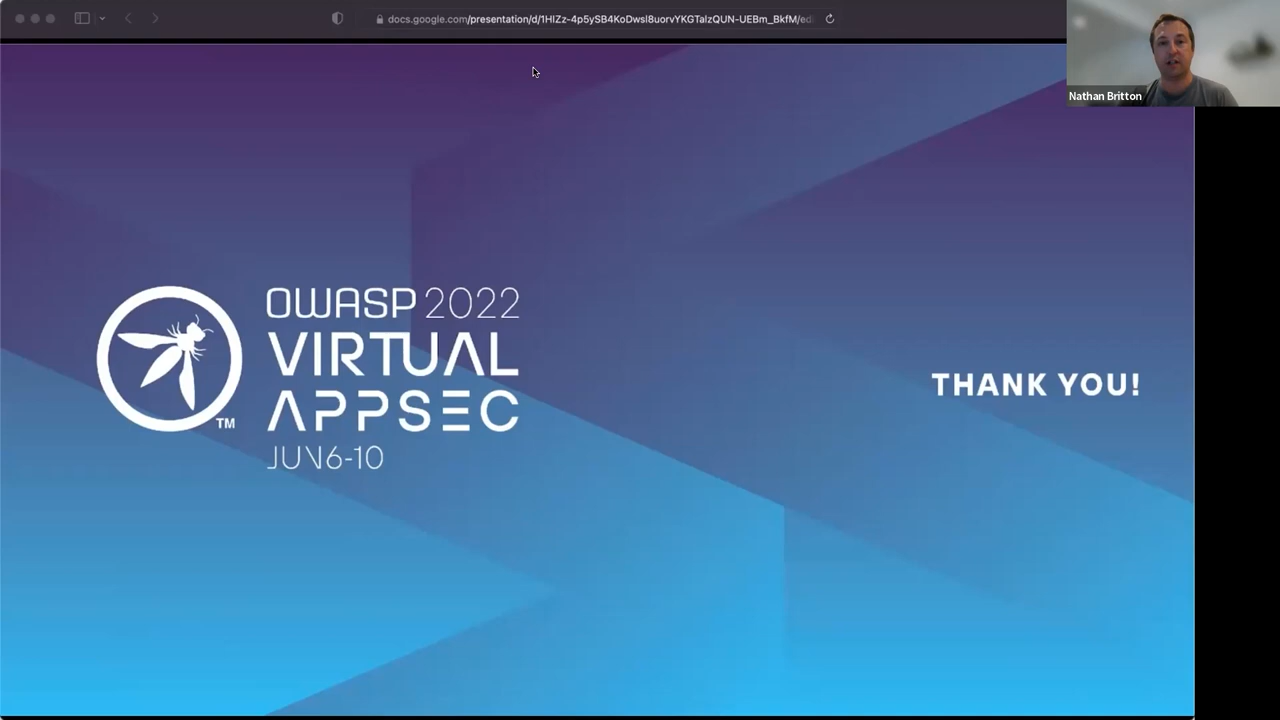 docs.google.com/presentation/d/1HIZz-4p5ySB4KoDwsl8uorvYKGTalzQUN-UEBm_BkfM/ed
Nathan Britton
OWASP 2022
VIRTUAL
APPSEC
JUN 6-10
TM
THANK YOU!